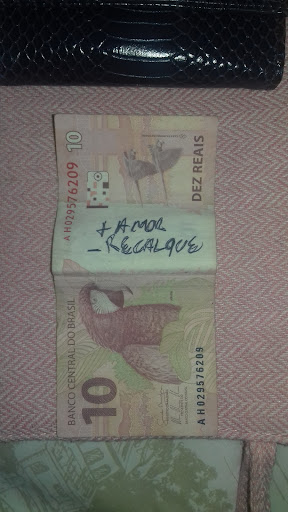 10
AH029576209
DEZ REAIS
+ AMOR
- RECALQUE
BANCO CENTRAL DO BRASIL
10
AH029576209